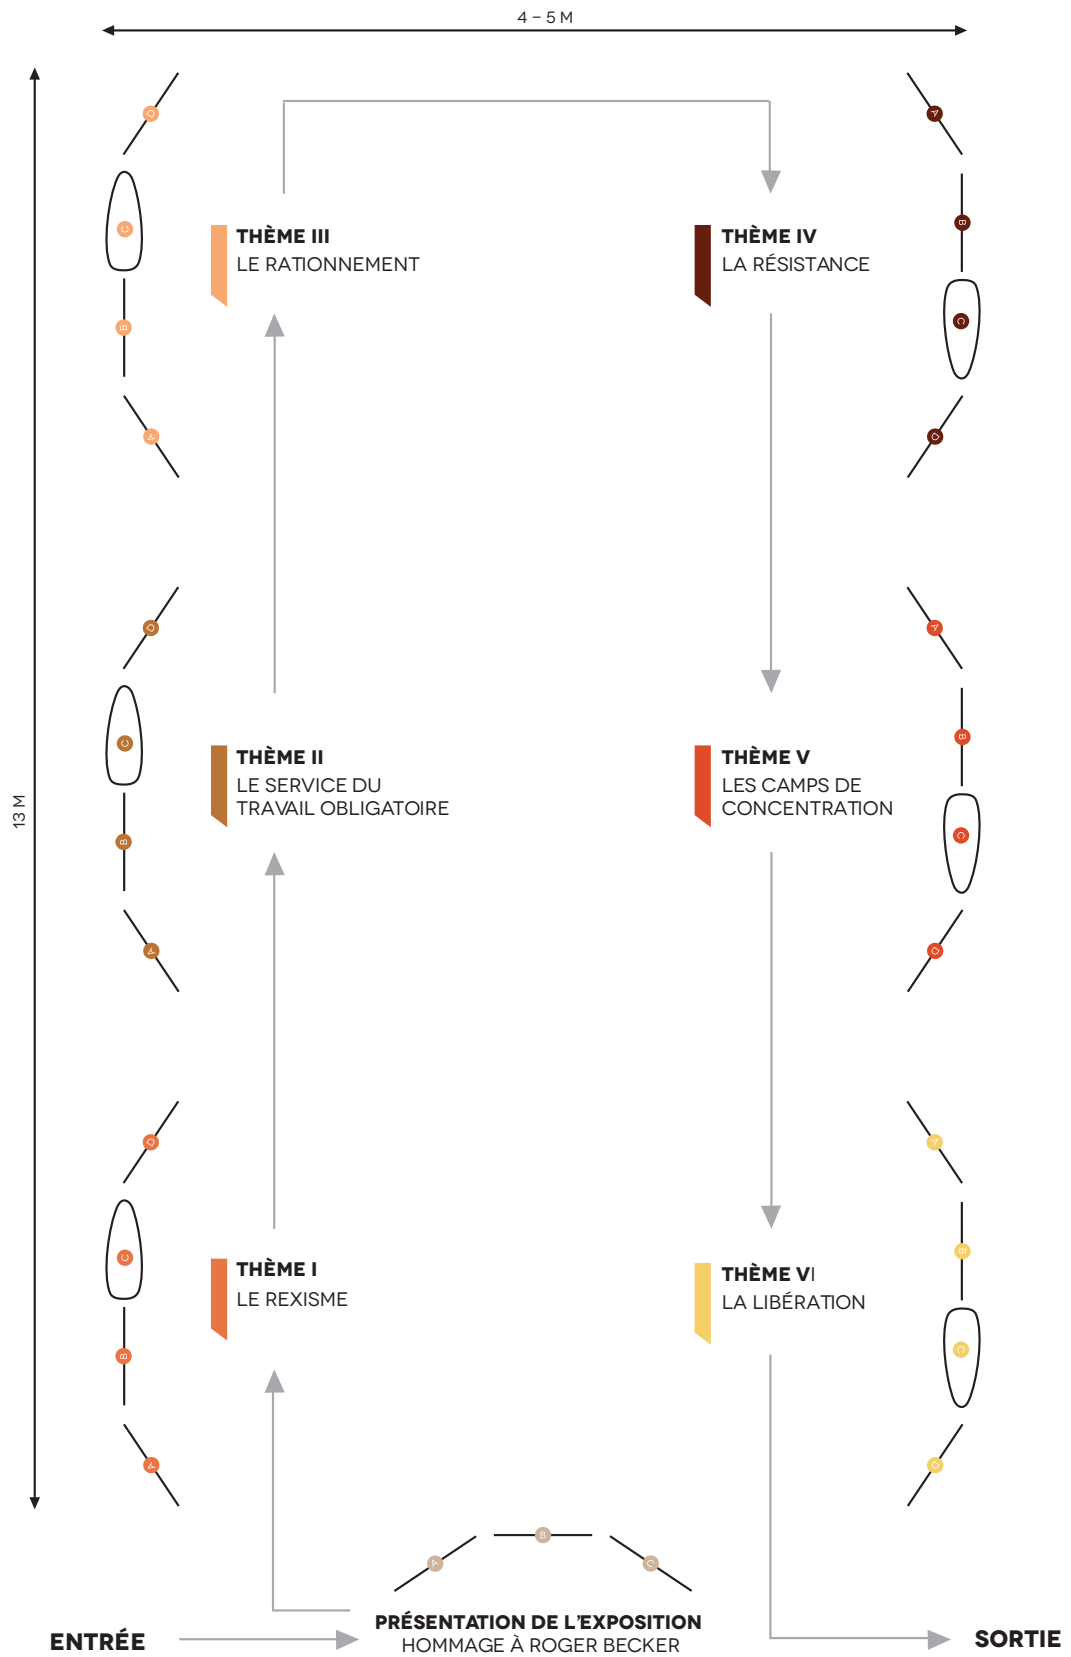 4 – 5 M
13 M
D
C
B
A
THÈME III
LE RATIONNEMENT
A
B
C
D
THÈME IV
LA RÉSISTANCE
D
C
B
A
THÈME II
LE SERVICE DU
TRAVAIL OBLIGATOIRE
A
B
C
D
THÈME V
LES CAMPS DE
CONCENTRATION
D
C
B
A
THÈME I
LE REXISME
A
B
C
D
THÈME VI
LA LIBÉRATION
A
B
C
PRÉSENTATION DE L'EXPOSITION
HOMMAGE À ROGER BECKER
ENTRÉE
SORTIE